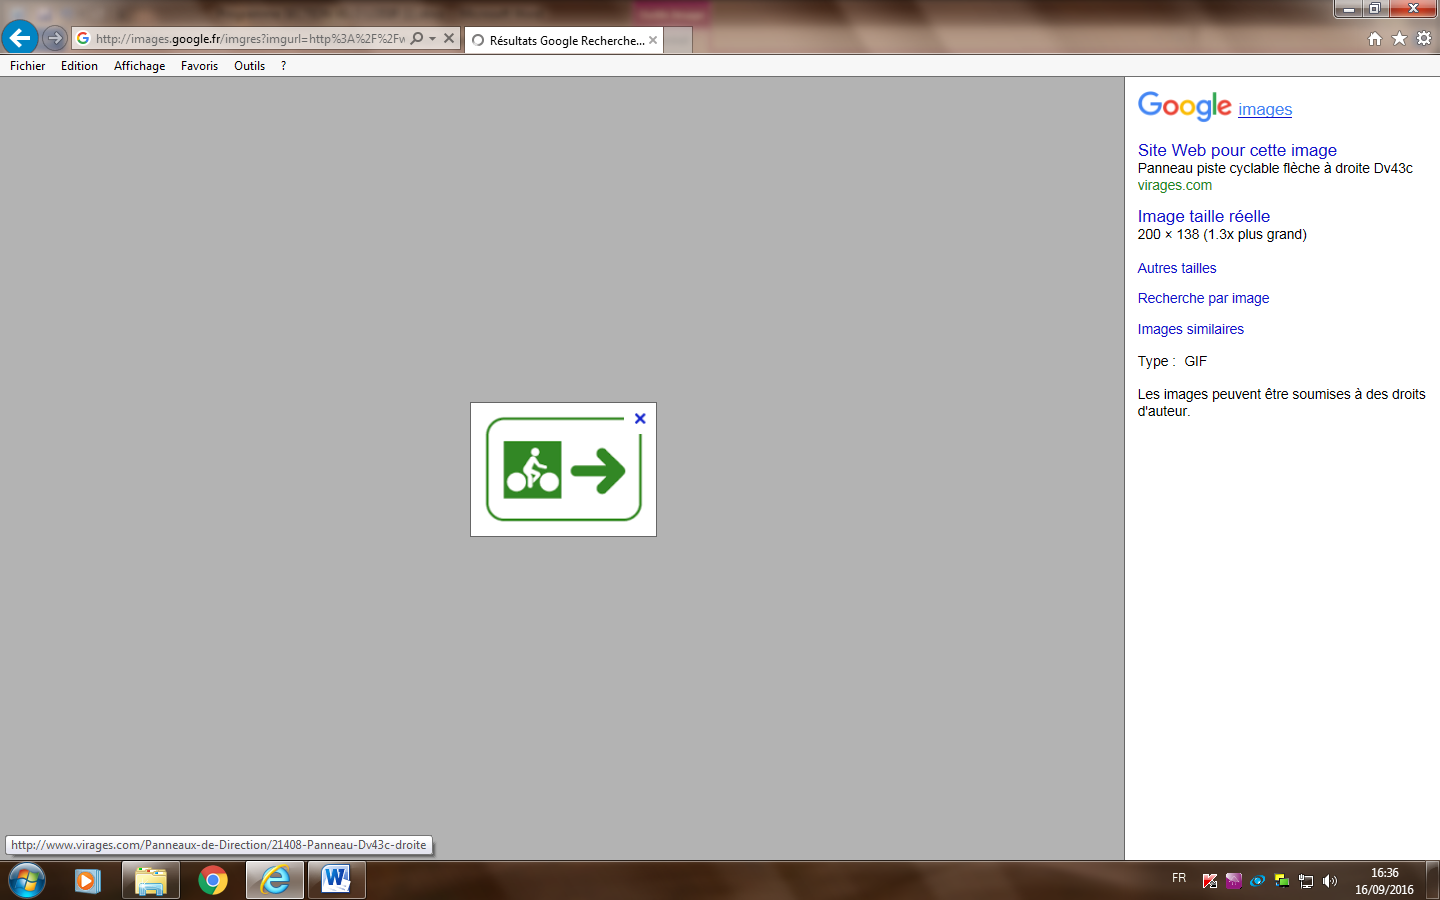 http://images.google.fr/imgres?imgurl=http%3A%2F%2Fv
Résultats Google Recherche...
Fichier Edition Affichage Favoris Outils ?
Google images
Site Web pour cette image
Panneau piste cyclable flèche à droite Dv43c
virages.com
Image taille réelle
200 × 138 (1.3x plus grand)
Autres tailles
Recherche par image
Images similaires
Type : GIF
Les images peuvent être soumises à des droits
d'auteur.
http://www.virages.com/Panneaux-de-Direction/21408-Panneau-Dv43c-droite
FR
16:36
16/09/2016